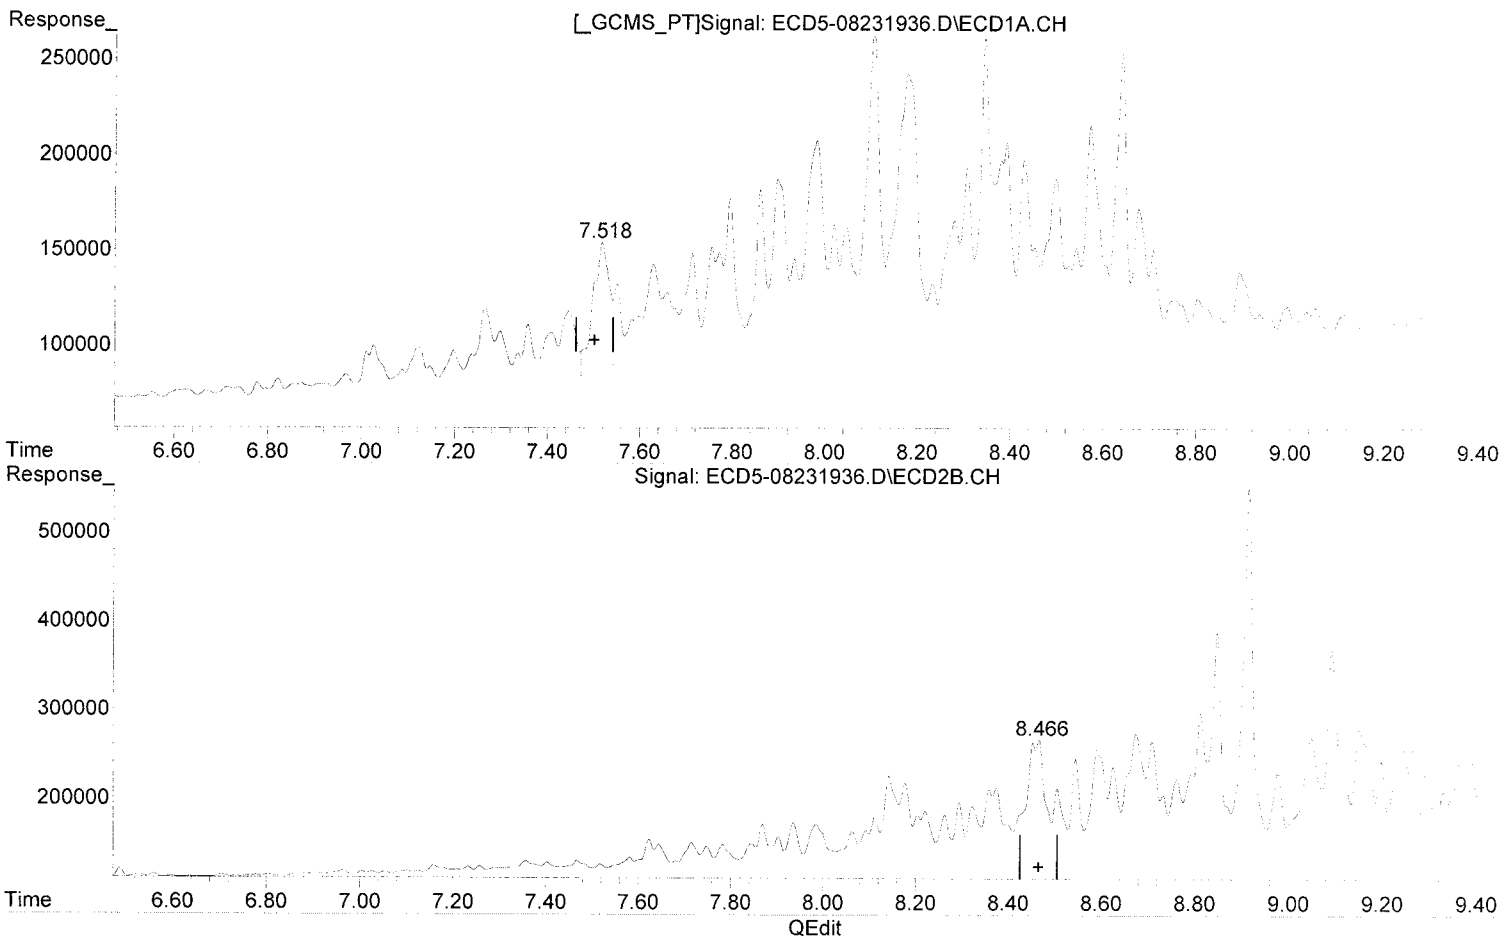 Response_
[_GCMS_PT]Signal: ECD5-08231936.D\ECD1A.CH
250000
200000
7.518
150000
100000
+
Time 6.60 6.80 7.00 7.20 7.40 7.60 7.80 8.00 8.20 8.40 8.60 8.80 9.00 9.20 9.40
Response_
Signal: ECD5-08231936.D\ECD2B.CH
500000
400000
300000
8.466
200000
+
Time 6.60 6.80 7.00 7.20 7.40 7.60 7.80 8.00 8.20 8.40 8.60 8.80 9.00 9.20 9.40
QEdit